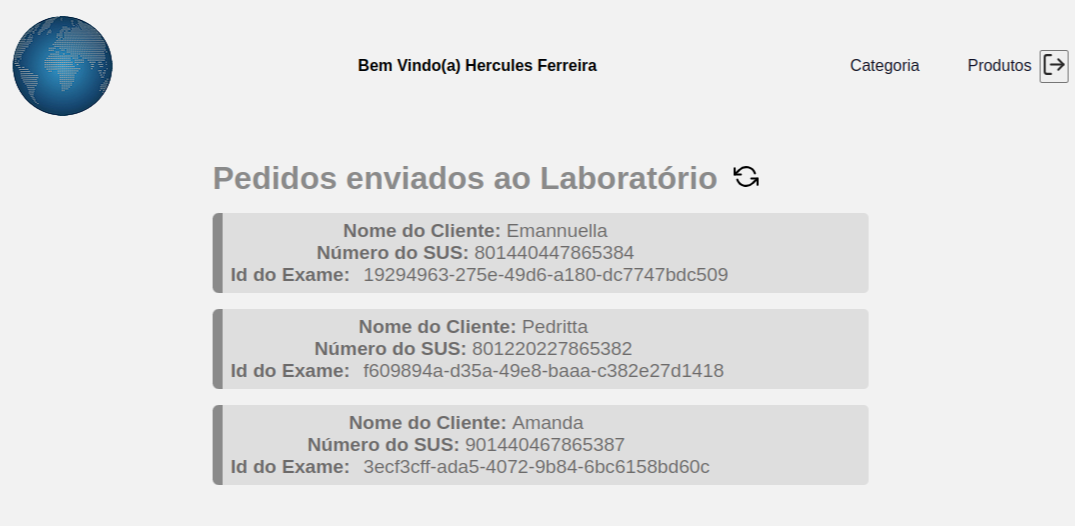 Bem Vindo(a) Hercules Ferreira
Categoria
Produtos
Pedidos enviados ao Laboratório
Nome do Cliente: Emannuella
Número do SUS: 801440447865384
Id do Exame: 19294963-275e-49d6-a180-dc7747bdc509
Nome do Cliente: Pedritta
Número do SUS: 801220227865382
Id do Exame: f609894a-d35a-49e8-baaa-c382e27d1418
Nome do Cliente: Amanda
Número do SUS: 901440467865387
Id do Exame: 3ecf3cff-ada5-4072-9b84-6bc6158bd60c